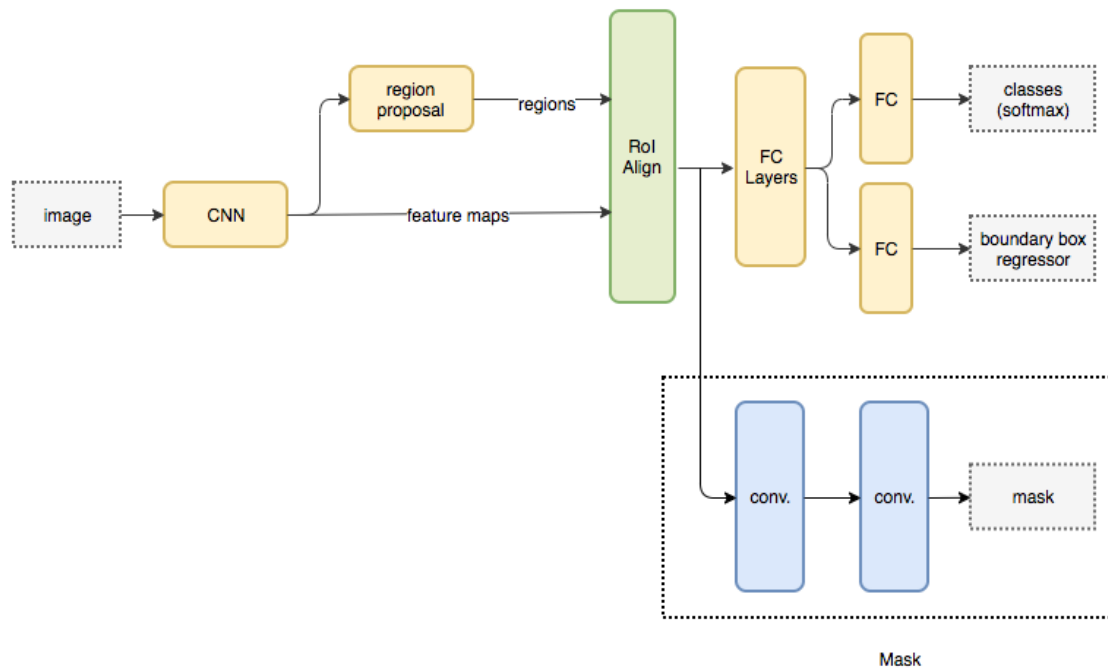 region
proposal
regions
image
CNN
feature maps
RoI
Align
FC
Layers
FC
classes
(softmax)
FC
boundary box
regressor
conv.
conv.
mask
Mask